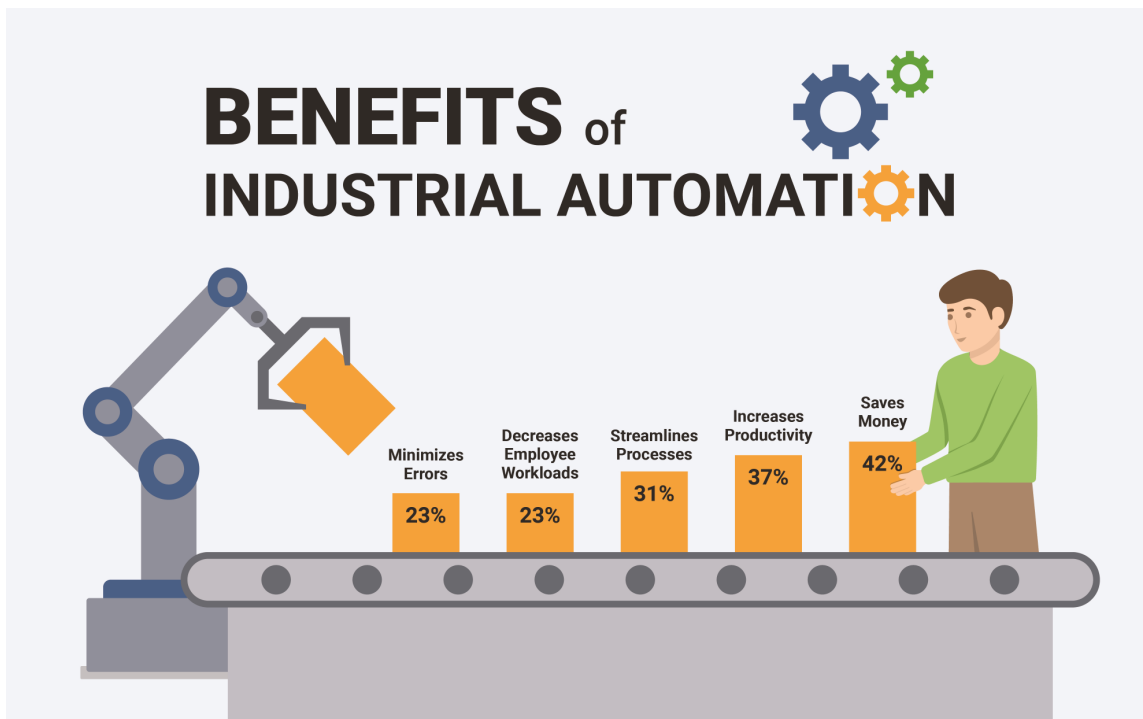 BENEFITS of
INDUSTRIAL AUTOMATION
Minimizes
Errors
23%
Decreases
Employee
Workloads
23%
Streamlines
Processes
31%
Increases
Productivity
37%
Saves
Money
42%